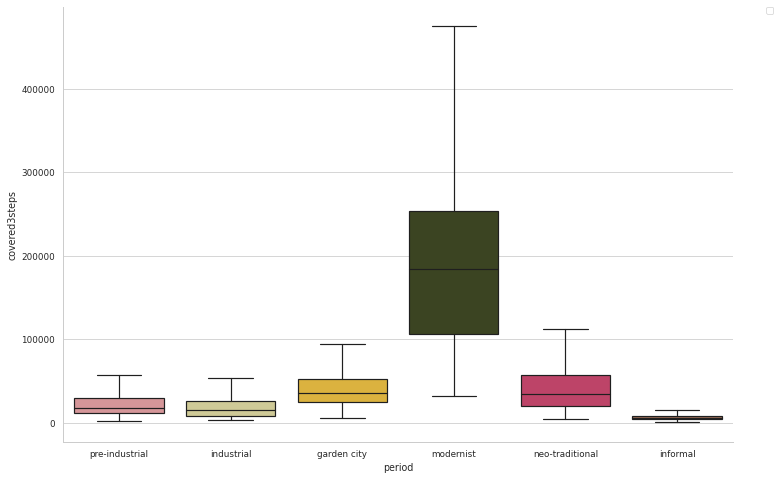 400000
300000
200000
100000
0
covered3steps
pre-industrial
industrial
garden city
modernist
neo-traditional
informal
period